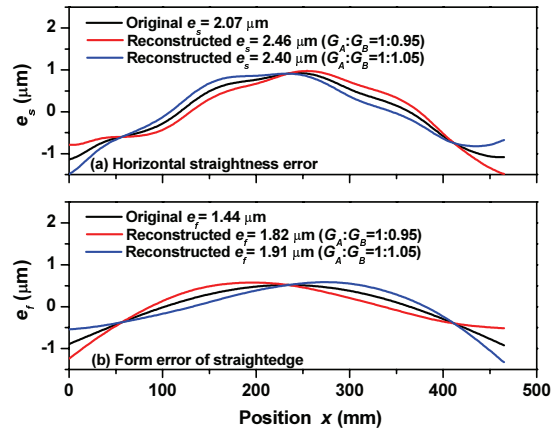 2
1
0
-1
e_s (μm)
Original e_s = 2.07 μm
Reconstructed e_s = 2.46 μm (G_A:G_B=1:0.95)
Reconstructed e_s = 2.40 μm (G_A:G_B=1:1.05)
(a) Horizontal straightness error
2
1
0
-1
e_f (μm)
Original e_f = 1.44 μm
Reconstructed e_f = 1.82 μm (G_A:G_B=1:0.95)
Reconstructed e_f = 1.91 μm (G_A:G_B=1:1.05)
(b) Form error of straightedge
0 100 200 300 400 500
Position x (mm)